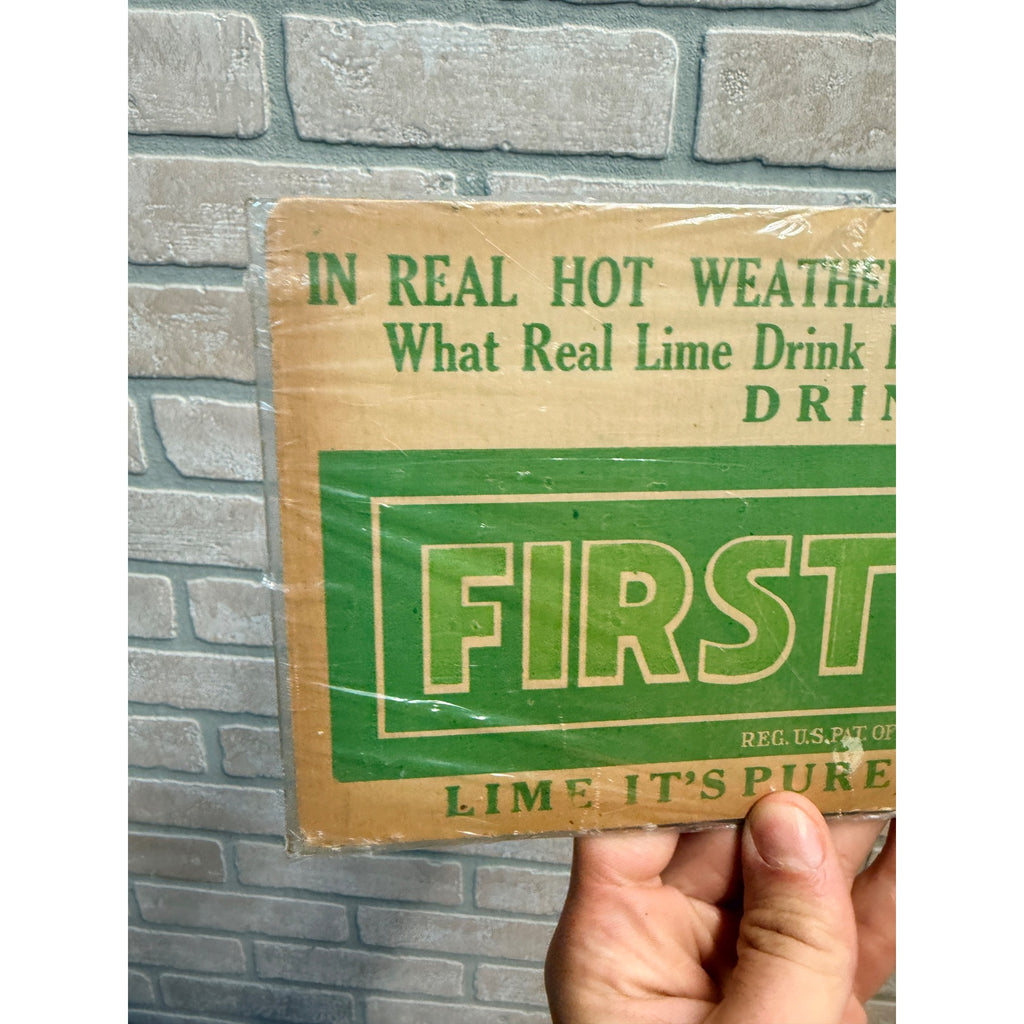 IN REAL HOT WEATHER
What Real Lime Drink
DRIN
FIRST
REG. U.S. PAT. OF
LIME IT'S PURE